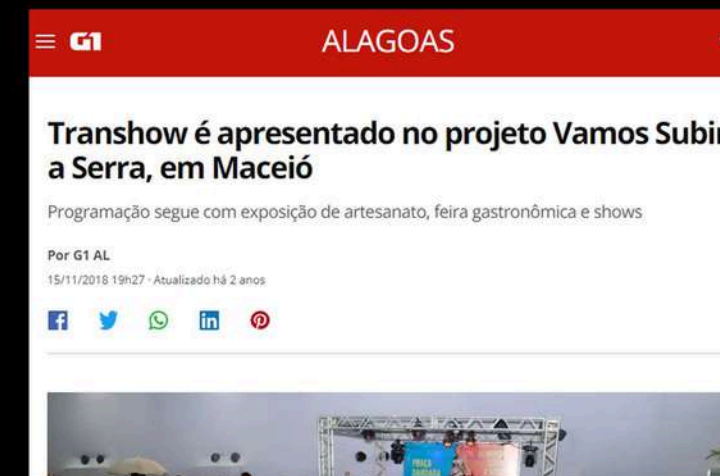 G1
ALAGOAS
Transhow é apresentado no projeto Vamos Subir
a Serra, em Maceió
Programação segue com exposição de artesanato, feira gastronômica e shows
Por G1 AL
15/11/2018 19h27 · Atualizado há 2 anos